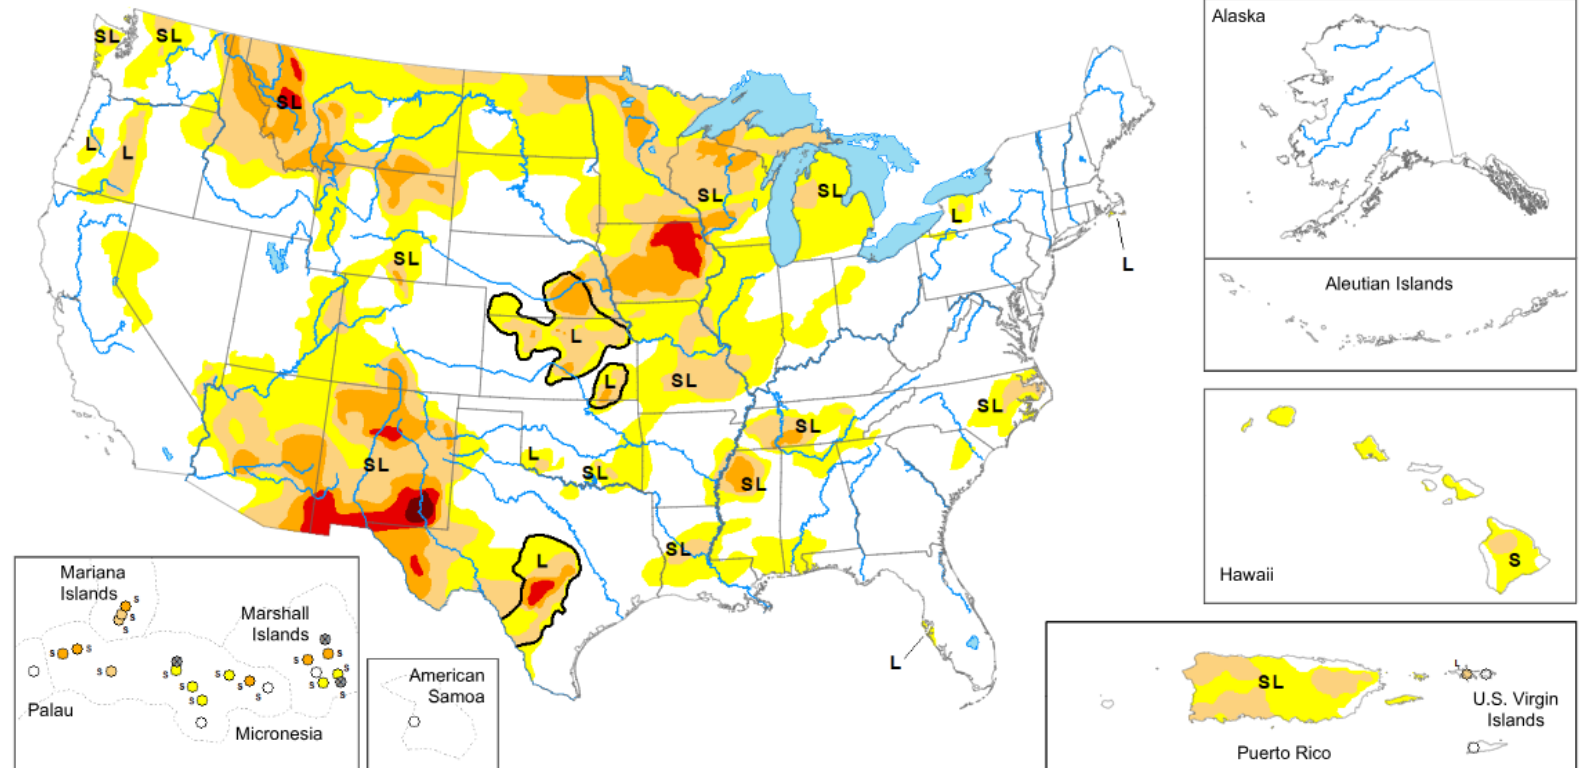 Alaska
Aleutian Islands
SL
SL
SL
L
L
SL
SL
L
L
SL
L
L
SL
SL
SL
SL
L
SL
SL
SL
L
SL
L
Hawaii
S
Mariana
Islands
S
S
Marshall
Islands
S
S
S
S
S
S
S
S
S
S
S
Palau
Micronesia
American
Samoa
SL
L
U.S. Virgin
Islands
Puerto Rico